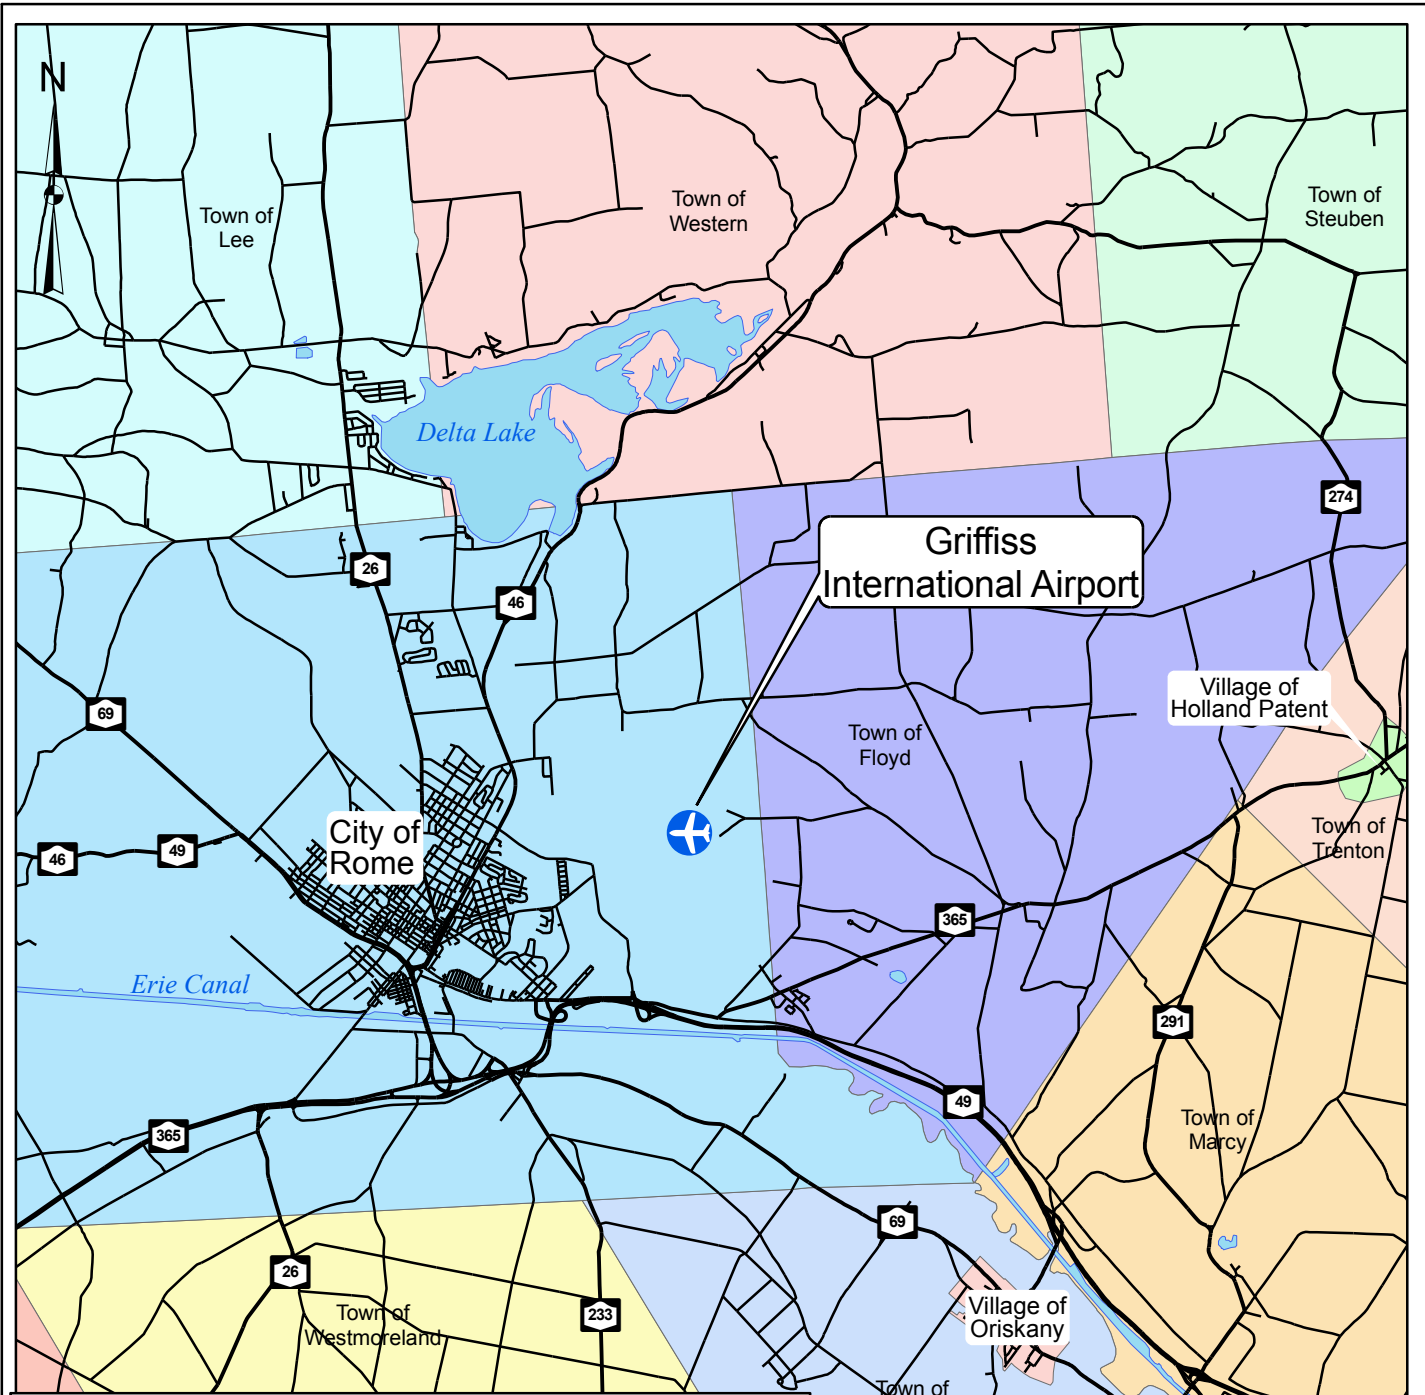 N
Town of
Lee
Town of
Western
Town of
Steuben
Delta Lake
274
Griffiss
International Airport
26
46
Village of
Holland Patent
69
Town of
Floyd
City of
Rome
46
49
Town of
Trenton
365
Erie Canal
291
49
Town of
Marcy
365
69
26
233
Town of
Westmoreland
Village of
Oriskany
Town of